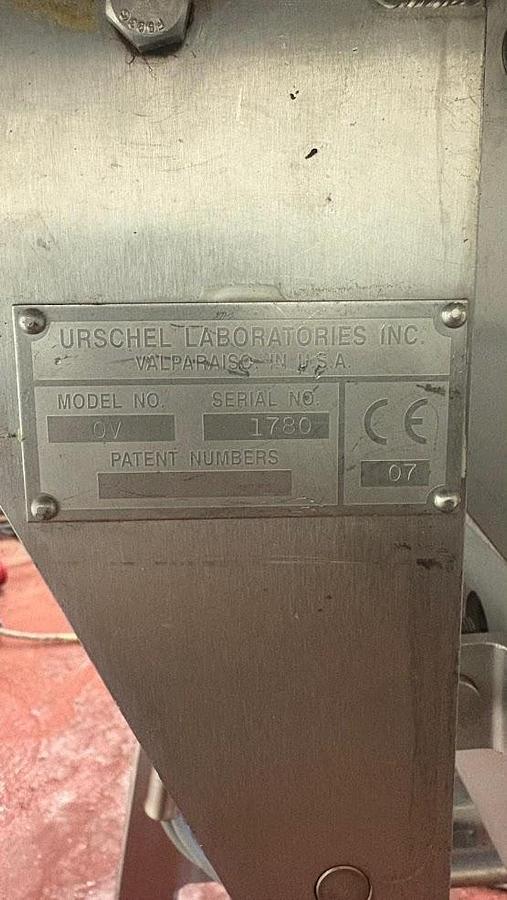 URSCHEL LABORATORIES INC.
VALPARAISO IN U.S.A.
MODEL NO. SERIAL NO.
OV 1780
PATENT NUMBERS
CE
07